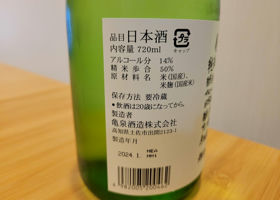 品目 日本酒
内容量 720ml
プラ
キャップ
アルコール分 14%
精米歩合 50%
原材料名 米(国産)、
米麹(国産米)
保存方法 要冷蔵
•飲酒は20歳になってから。
製造者
亀泉酒造株式会社
高知県土佐市出間2123-1
製造年月
2024.1